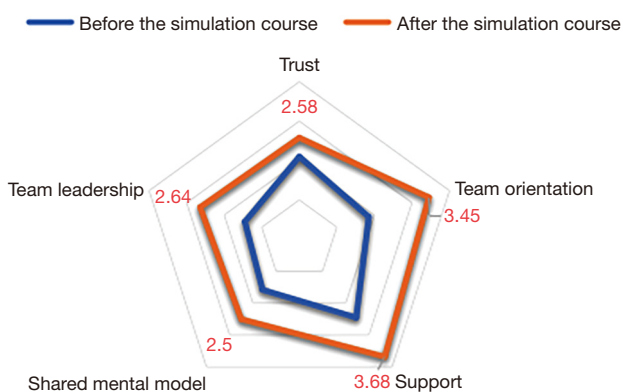 Before the simulation course After the simulation course
Trust
2.58
Team leadership 2.64 Team orientation
3.45
2.5
Shared mental model 3.68 Support